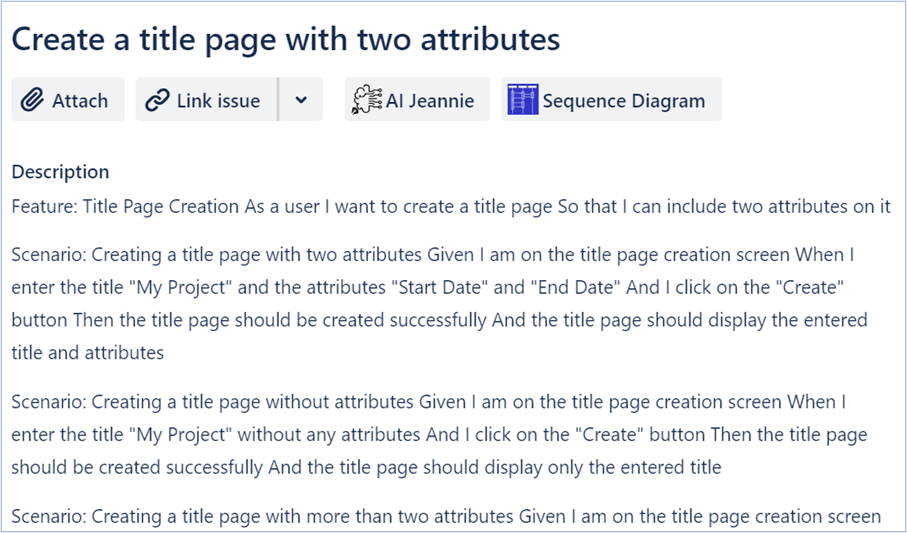 Create a title page with two attributes
Attach Link issue AI Jeannie Sequence Diagram
Description
Feature: Title Page Creation As a user I want to create a title page So that I can include two attributes on it
Scenario: Creating a title page with two attributes Given I am on the title page creation screen When I
enter the title "My Project" and the attributes "Start Date" and "End Date" And I click on the "Create"
button Then the title page should be created successfully And the title page should display the entered
title and attributes
Scenario: Creating a title page without attributes Given I am on the title page creation screen When I
enter the title "My Project" without any attributes And I click on the "Create" button Then the title page
should be created successfully And the title page should display only the entered title
Scenario: Creating a title page with more than two attributes Given I am on the title page creation screen